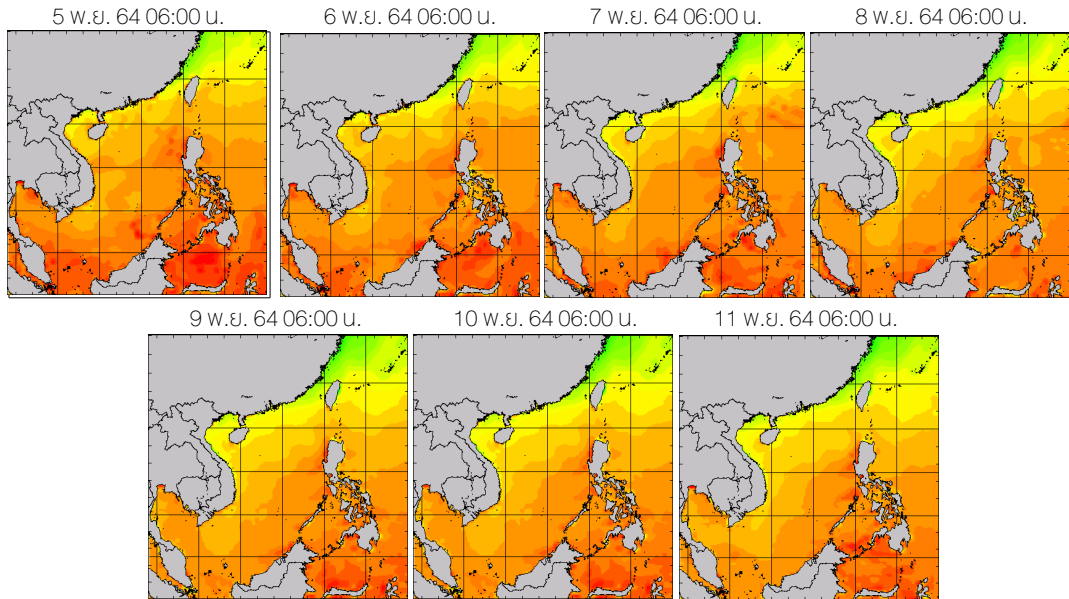 5 พ.ย. 64 06:00 น.
6 พ.ย. 64 06:00 น.
7 พ.ย. 64 06:00 น.
8 พ.ย. 64 06:00 น.
9 พ.ย. 64 06:00 น.
10 พ.ย. 64 06:00 น.
11 พ.ย. 64 06:00 น.